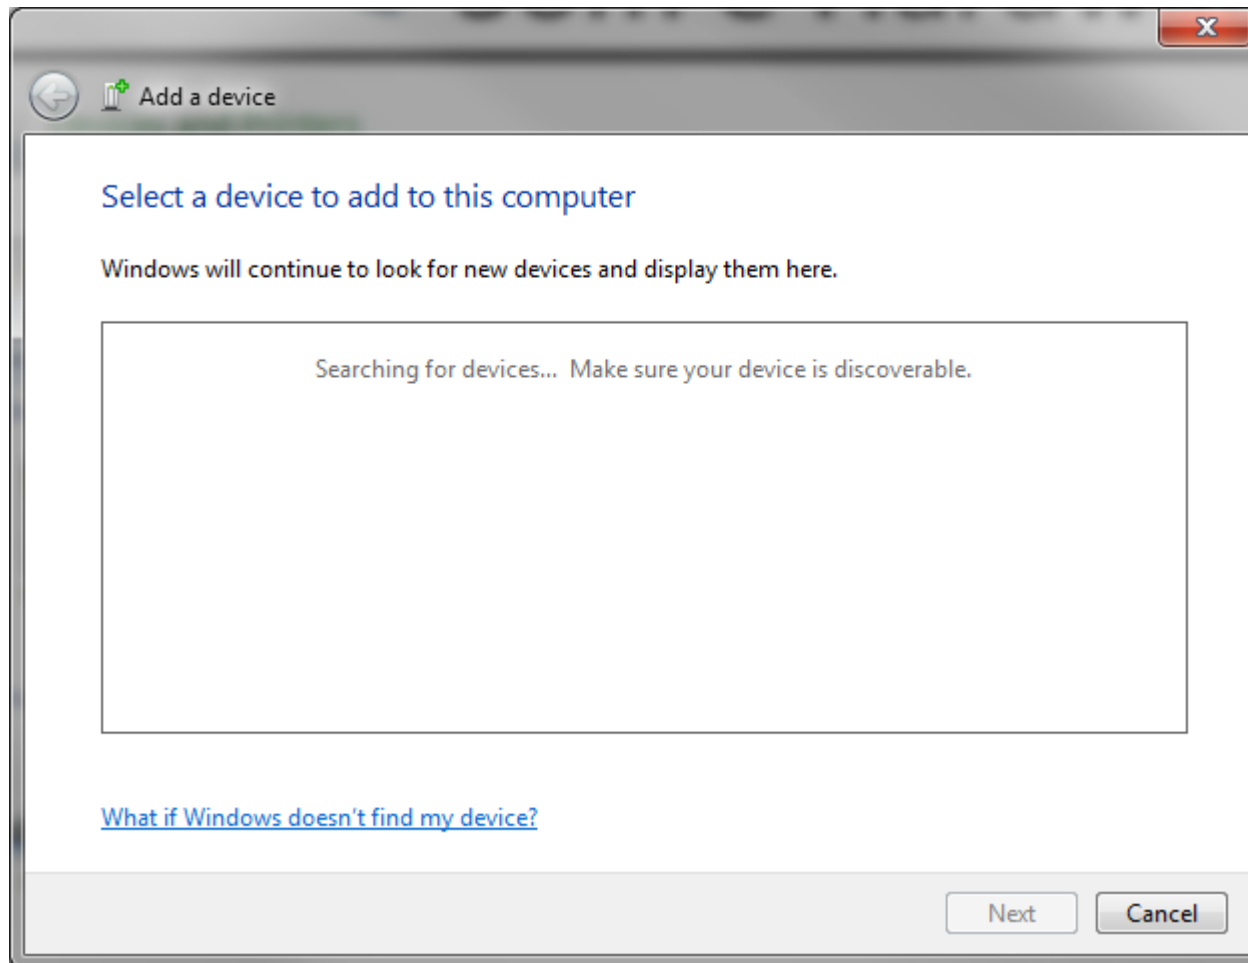 Add a device
Select a device to add to this computer
Windows will continue to look for new devices and display them here.
Searching for devices... Make sure your device is discoverable.
What if Windows doesn't find my device?
Next
Cancel